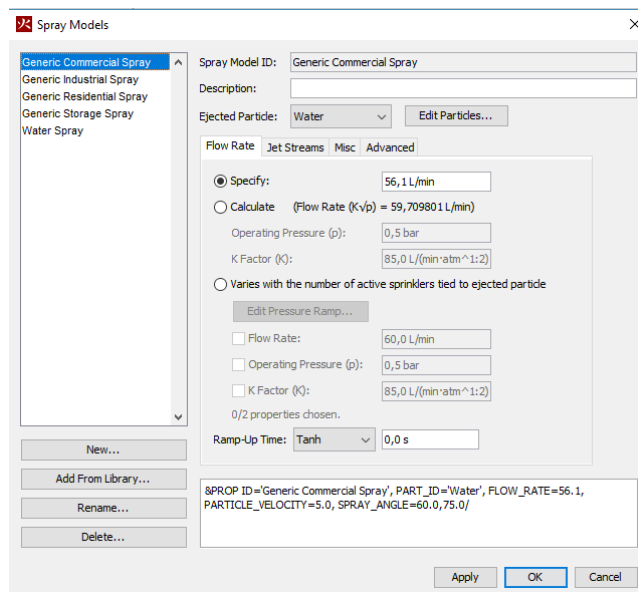 Spray Models
Generic Commercial Spray
Generic Industrial Spray
Generic Residential Spray
Generic Storage Spray
Water Spray
New...
Add From Library...
Rename...
Delete...
Spray Model ID: Generic Commercial Spray
Description:
Ejected Particle: Water Edit Particles...
Flow Rate Jet Streams Misc Advanced
Specify: 56,1 L/min
Calculate (Flow Rate (K√p) = 59,709801 L/min)
Operating Pressure (p): 0,5 bar
K Factor (K): 85,0 L/(min·atm^1:2)
Varies with the number of active sprinklers tied to ejected particle
Edit Pressure Ramp...
Flow Rate: 60,0 L/min
Operating Pressure (p): 0,5 bar
K Factor (K): 85,0 L/(min·atm^1:2)
0/2 properties chosen.
Ramp-Up Time: Tanh 0,0 s
&PROP ID='Generic Commercial Spray', PART_ID='Water', FLOW_RATE=56.1,
PARTICLE_VELOCITY=5.0, SPRAY_ANGLE=60.0,75.0/
Apply OK Cancel